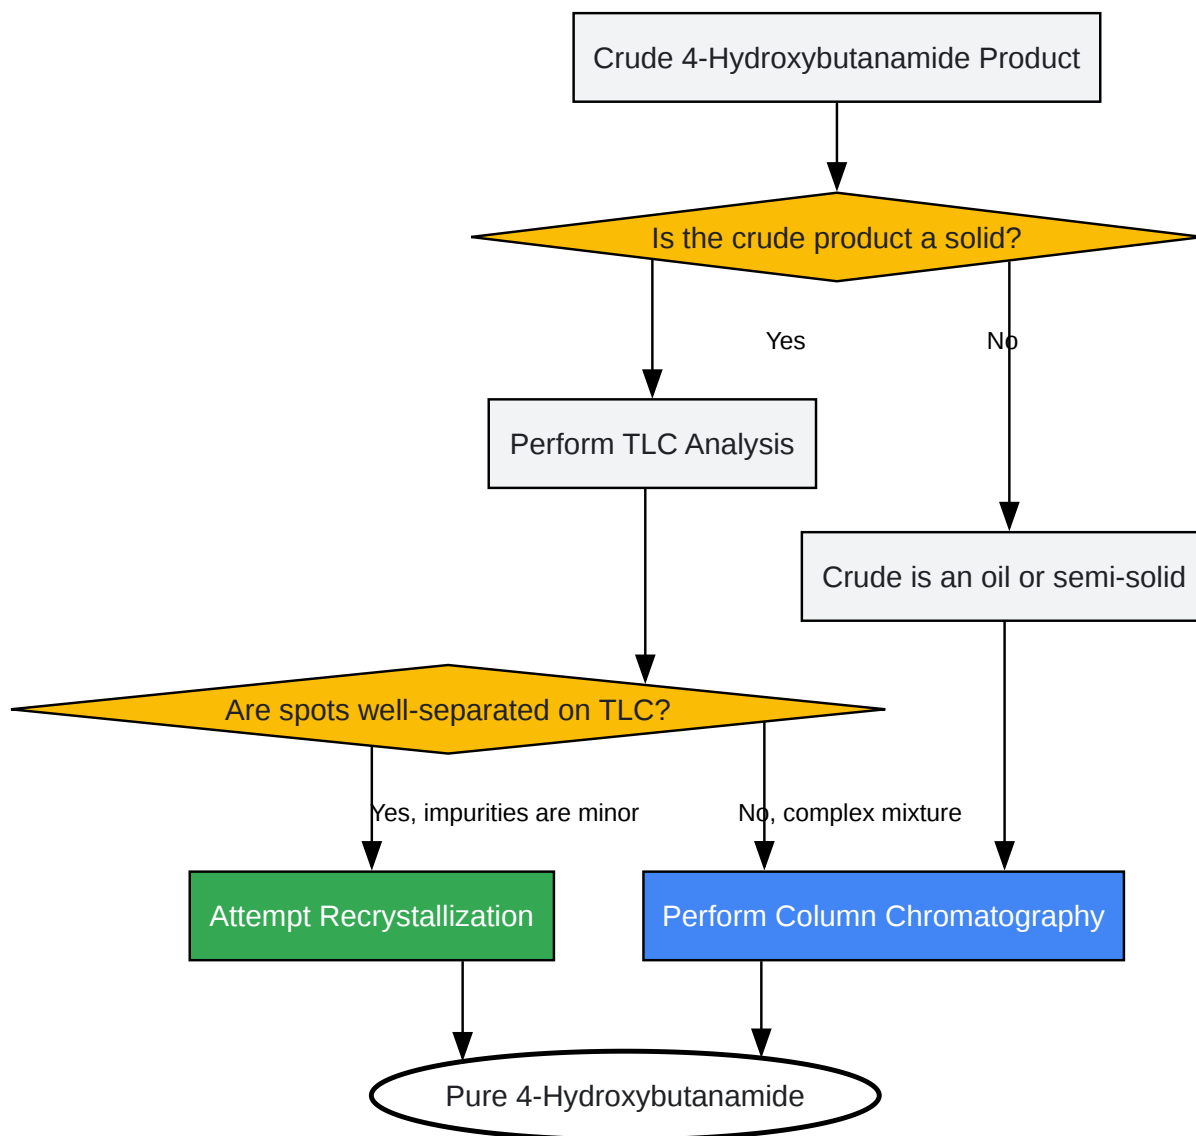 Crude 4-Hydroxybutanamide Product
Is the crude product a solid?
Yes
No
Perform TLC Analysis
Crude is an oil or semi-solid
Are spots well-separated on TLC?
Yes, impurities are minor
No, complex mixture
Attempt Recrystallization
Perform Column Chromatography
Pure 4-Hydroxybutanamide